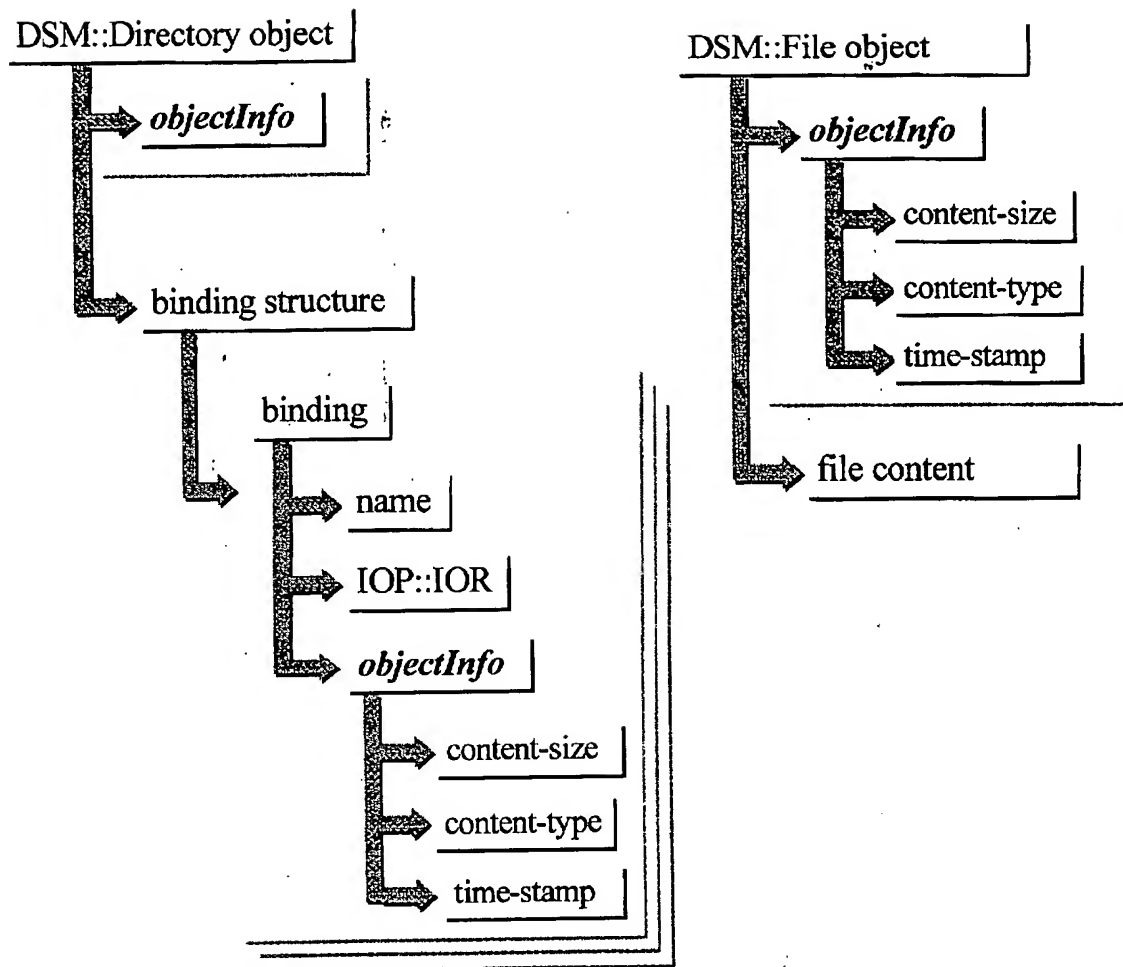 DSM::Directory object
objectInfo
binding structure
binding
name
IOP::IOR
objectInfo
content-size
content-type
time-stamp
DSM::File object
objectInfo
content-size
content-type
time-stamp
file content